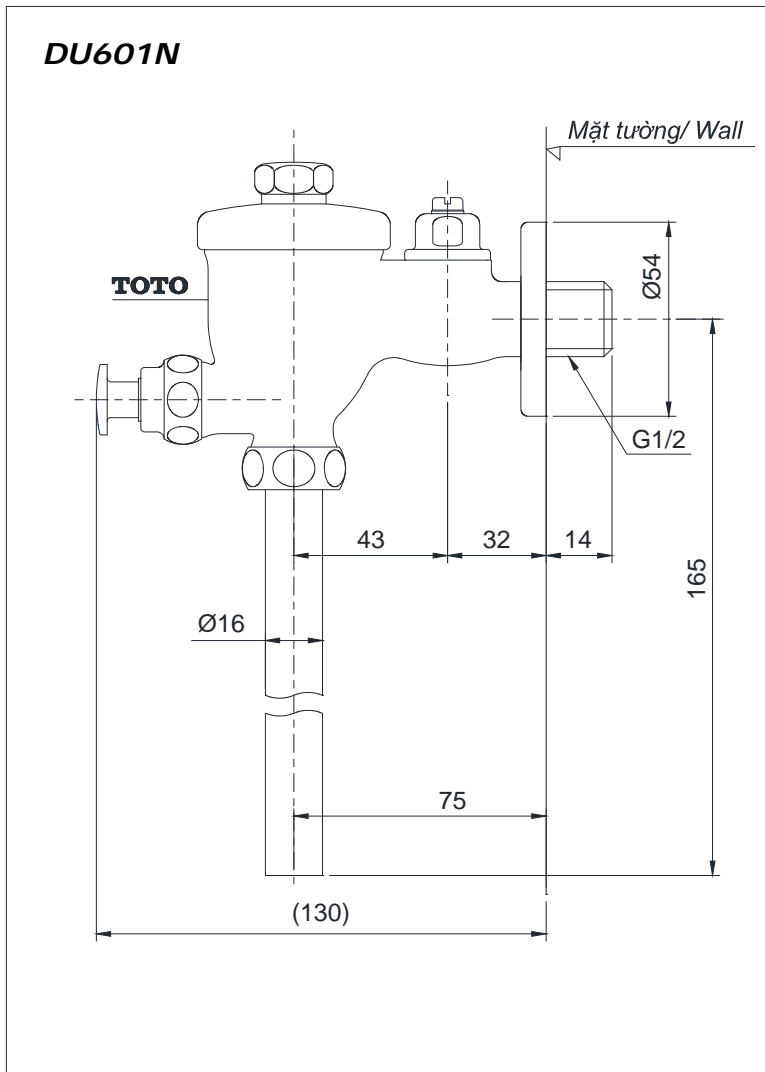 DU601N
Mặt tường/ Wall
TOTO
Ø54
G1/2
43
32
14
165
Ø16
75
(130)